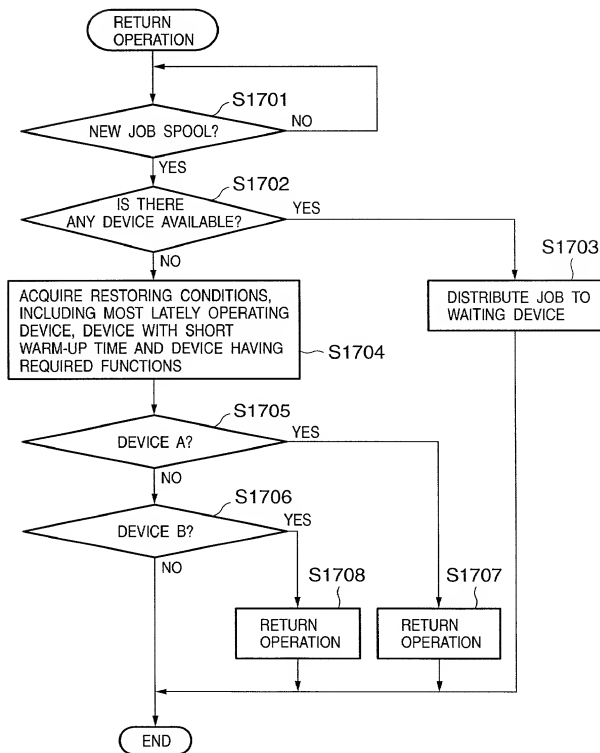 RETURN
OPERATION
S1701
NEW JOB SPOOL?
NO
YES
S1702
IS THERE
ANY DEVICE AVAILABLE?
YES
NO
S1703
DISTRIBUTE JOB TO
WAITING DEVICE
ACQUIRE RESTORING CONDITIONS,
INCLUDING MOST LATELY OPERATING
DEVICE, DEVICE WITH SHORT
WARM-UP TIME AND DEVICE HAVING
REQUIRED FUNCTIONS
S1704
S1705
DEVICE A?
YES
NO
S1706
DEVICE B?
YES
NO
S1708
RETURN
OPERATION
S1707
RETURN
OPERATION
END